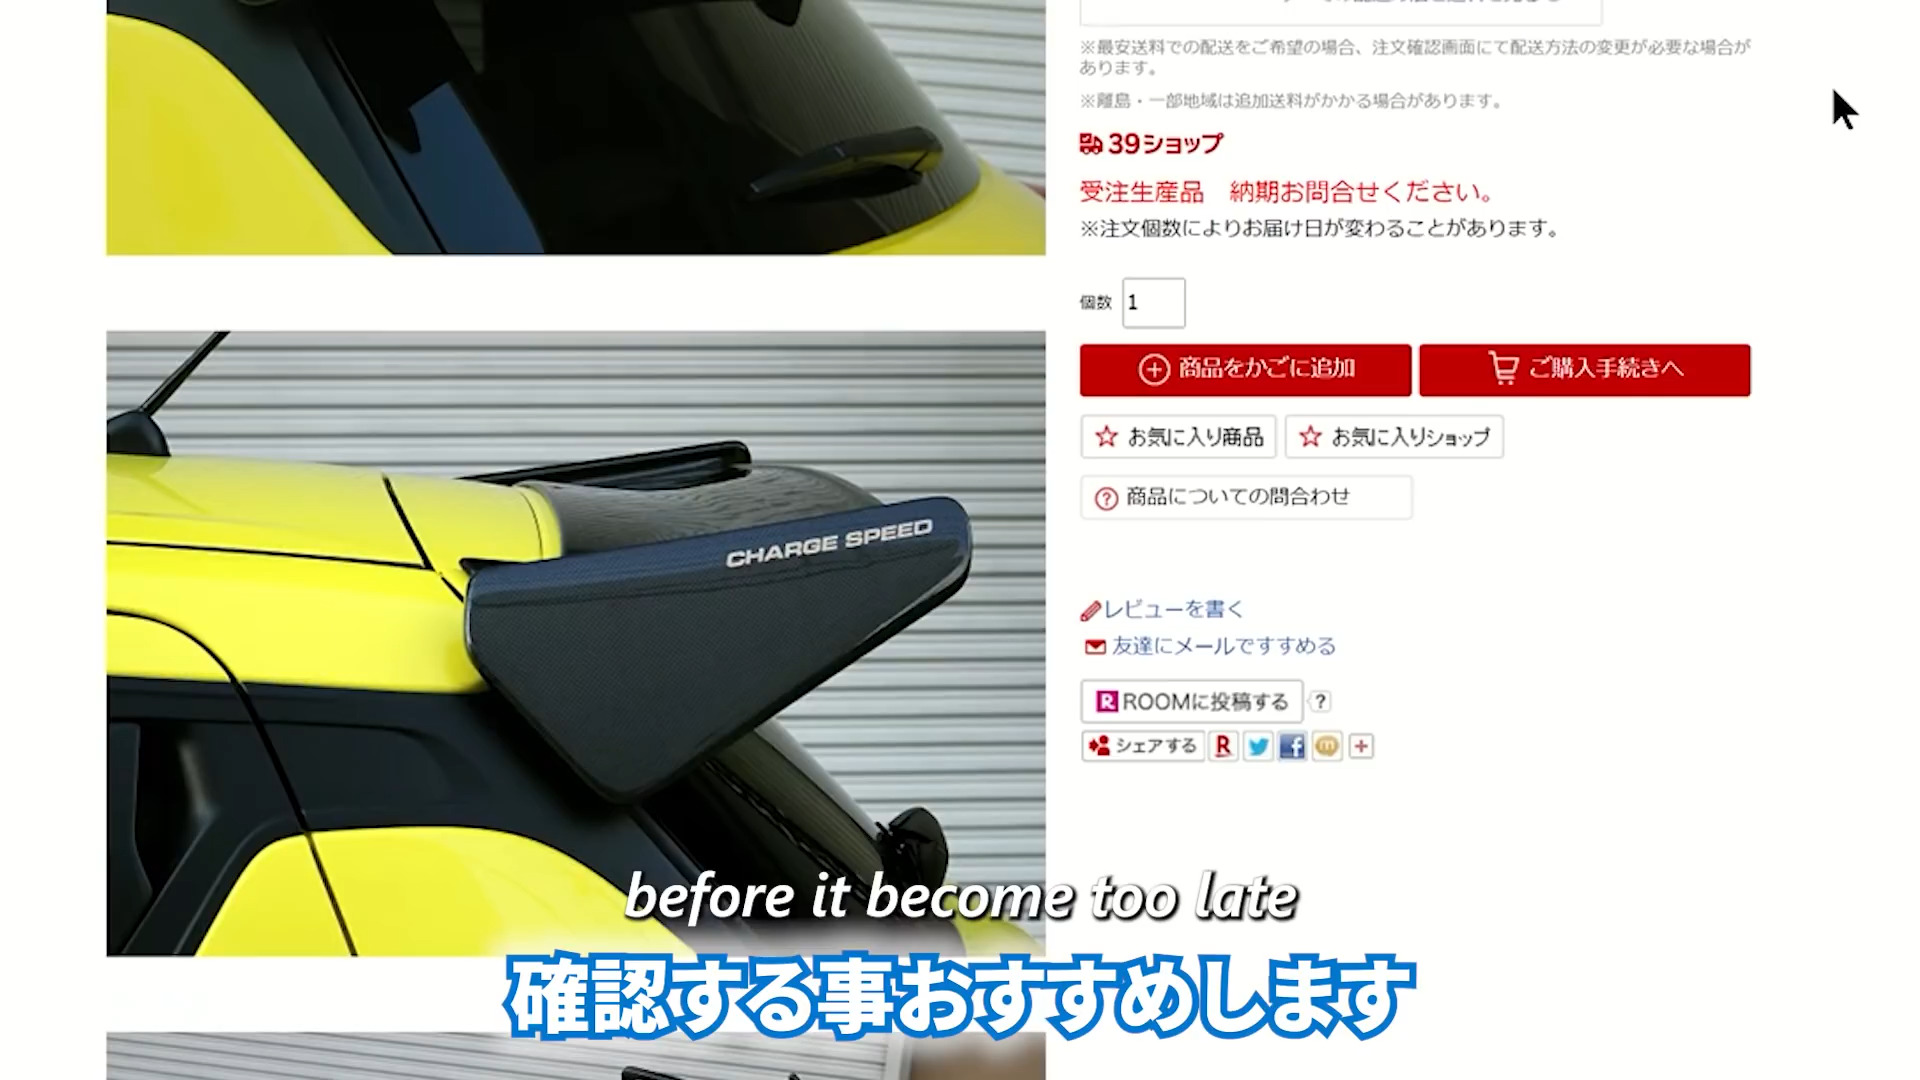 ※最安送料での配送をご希望の場合、注文確認画面にて配送方法の変更が必要な場合が
あります。
※離島・一部地域は追加送料がかかる場合があります。
39ショップ
受注生産品　納期お問合せください。
※注文個数によりお届け日が変わることがあります。
個数 1
商品をかごに追加 ご購入手続きへ
お気に入り商品 お気に入りショップ
? 商品についての問合わせ
CHARGE SPEED
レビューを書く
友達にメールですすめる
R ROOMに投稿する ?
シェアする R f m +
before it become too late
確認する事おすすめします